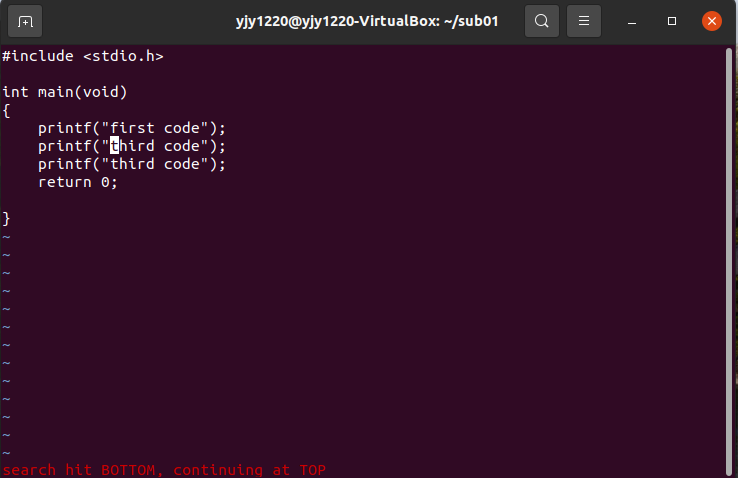 yjy1220@yjy1220-VirtualBox: ~/sub01
#include <stdio.h>
int main(void)
{
    printf("first code");
    printf("third code");
    printf("third code");
    return 0;
}
~
~
~
~
~
~
~
~
~
~
~
~
~
search hit BOTTOM, continuing at TOP